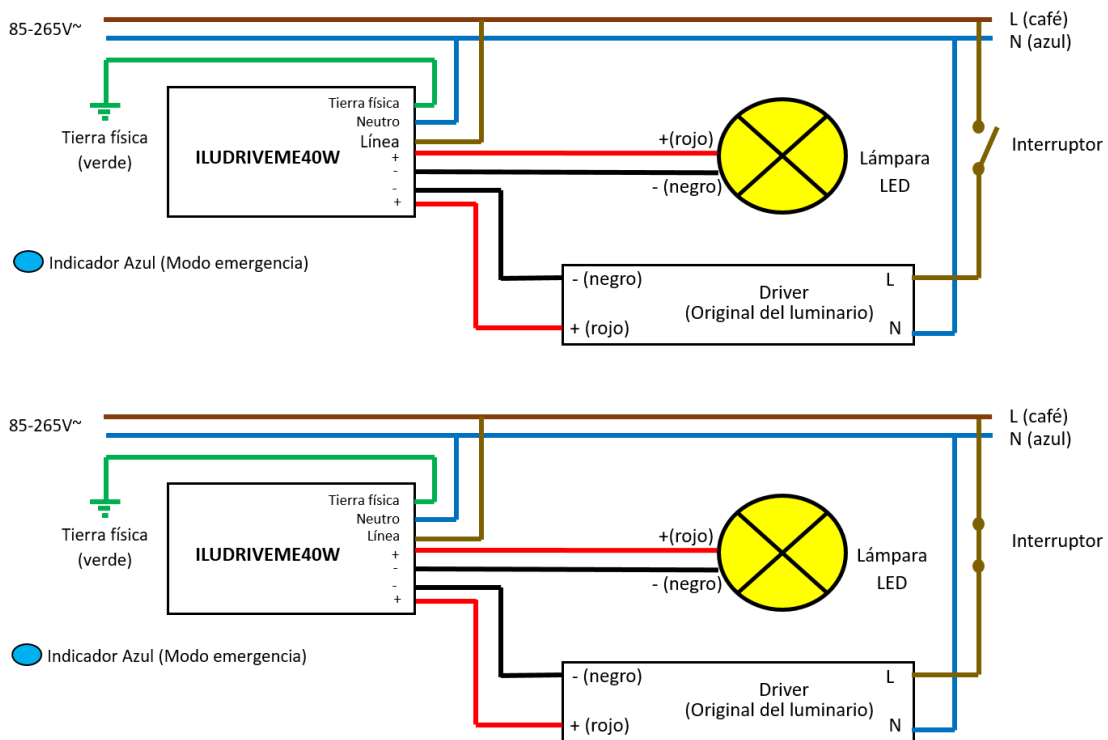 85-265V~
L (café)
N (azul)
Tierra física
(verde)
ILUDRIVEME40W
Tierra física
Neutro
Línea
+
-
-
+
+(rojo)
- (negro)
Lámpara
LED
Interruptor
Indicador Azul (Modo emergencia)
- (negro)
+ (rojo)
Driver
(Original del luminario)
L
N
85-265V~
L (café)
N (azul)
Tierra física
(verde)
ILUDRIVEME40W
Tierra física
Neutro
Línea
+
-
-
+
+(rojo)
- (negro)
Lámpara
LED
Interruptor
Indicador Azul (Modo emergencia)
- (negro)
+ (rojo)
Driver
(Original del luminario)
L
N